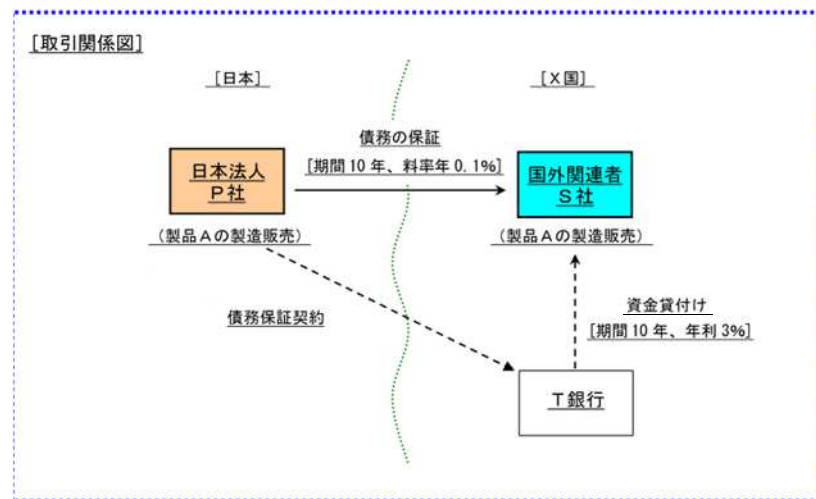 [取引関係図]
[日本]
[X国]
債務の保証
[期間10年、料率年0.1%]
日本法人
P社
国外関連者
S社
(製品Aの製造販売)
(製品Aの製造販売)
債務保証契約
資金貸付け
[期間10年、年利3%]
T銀行